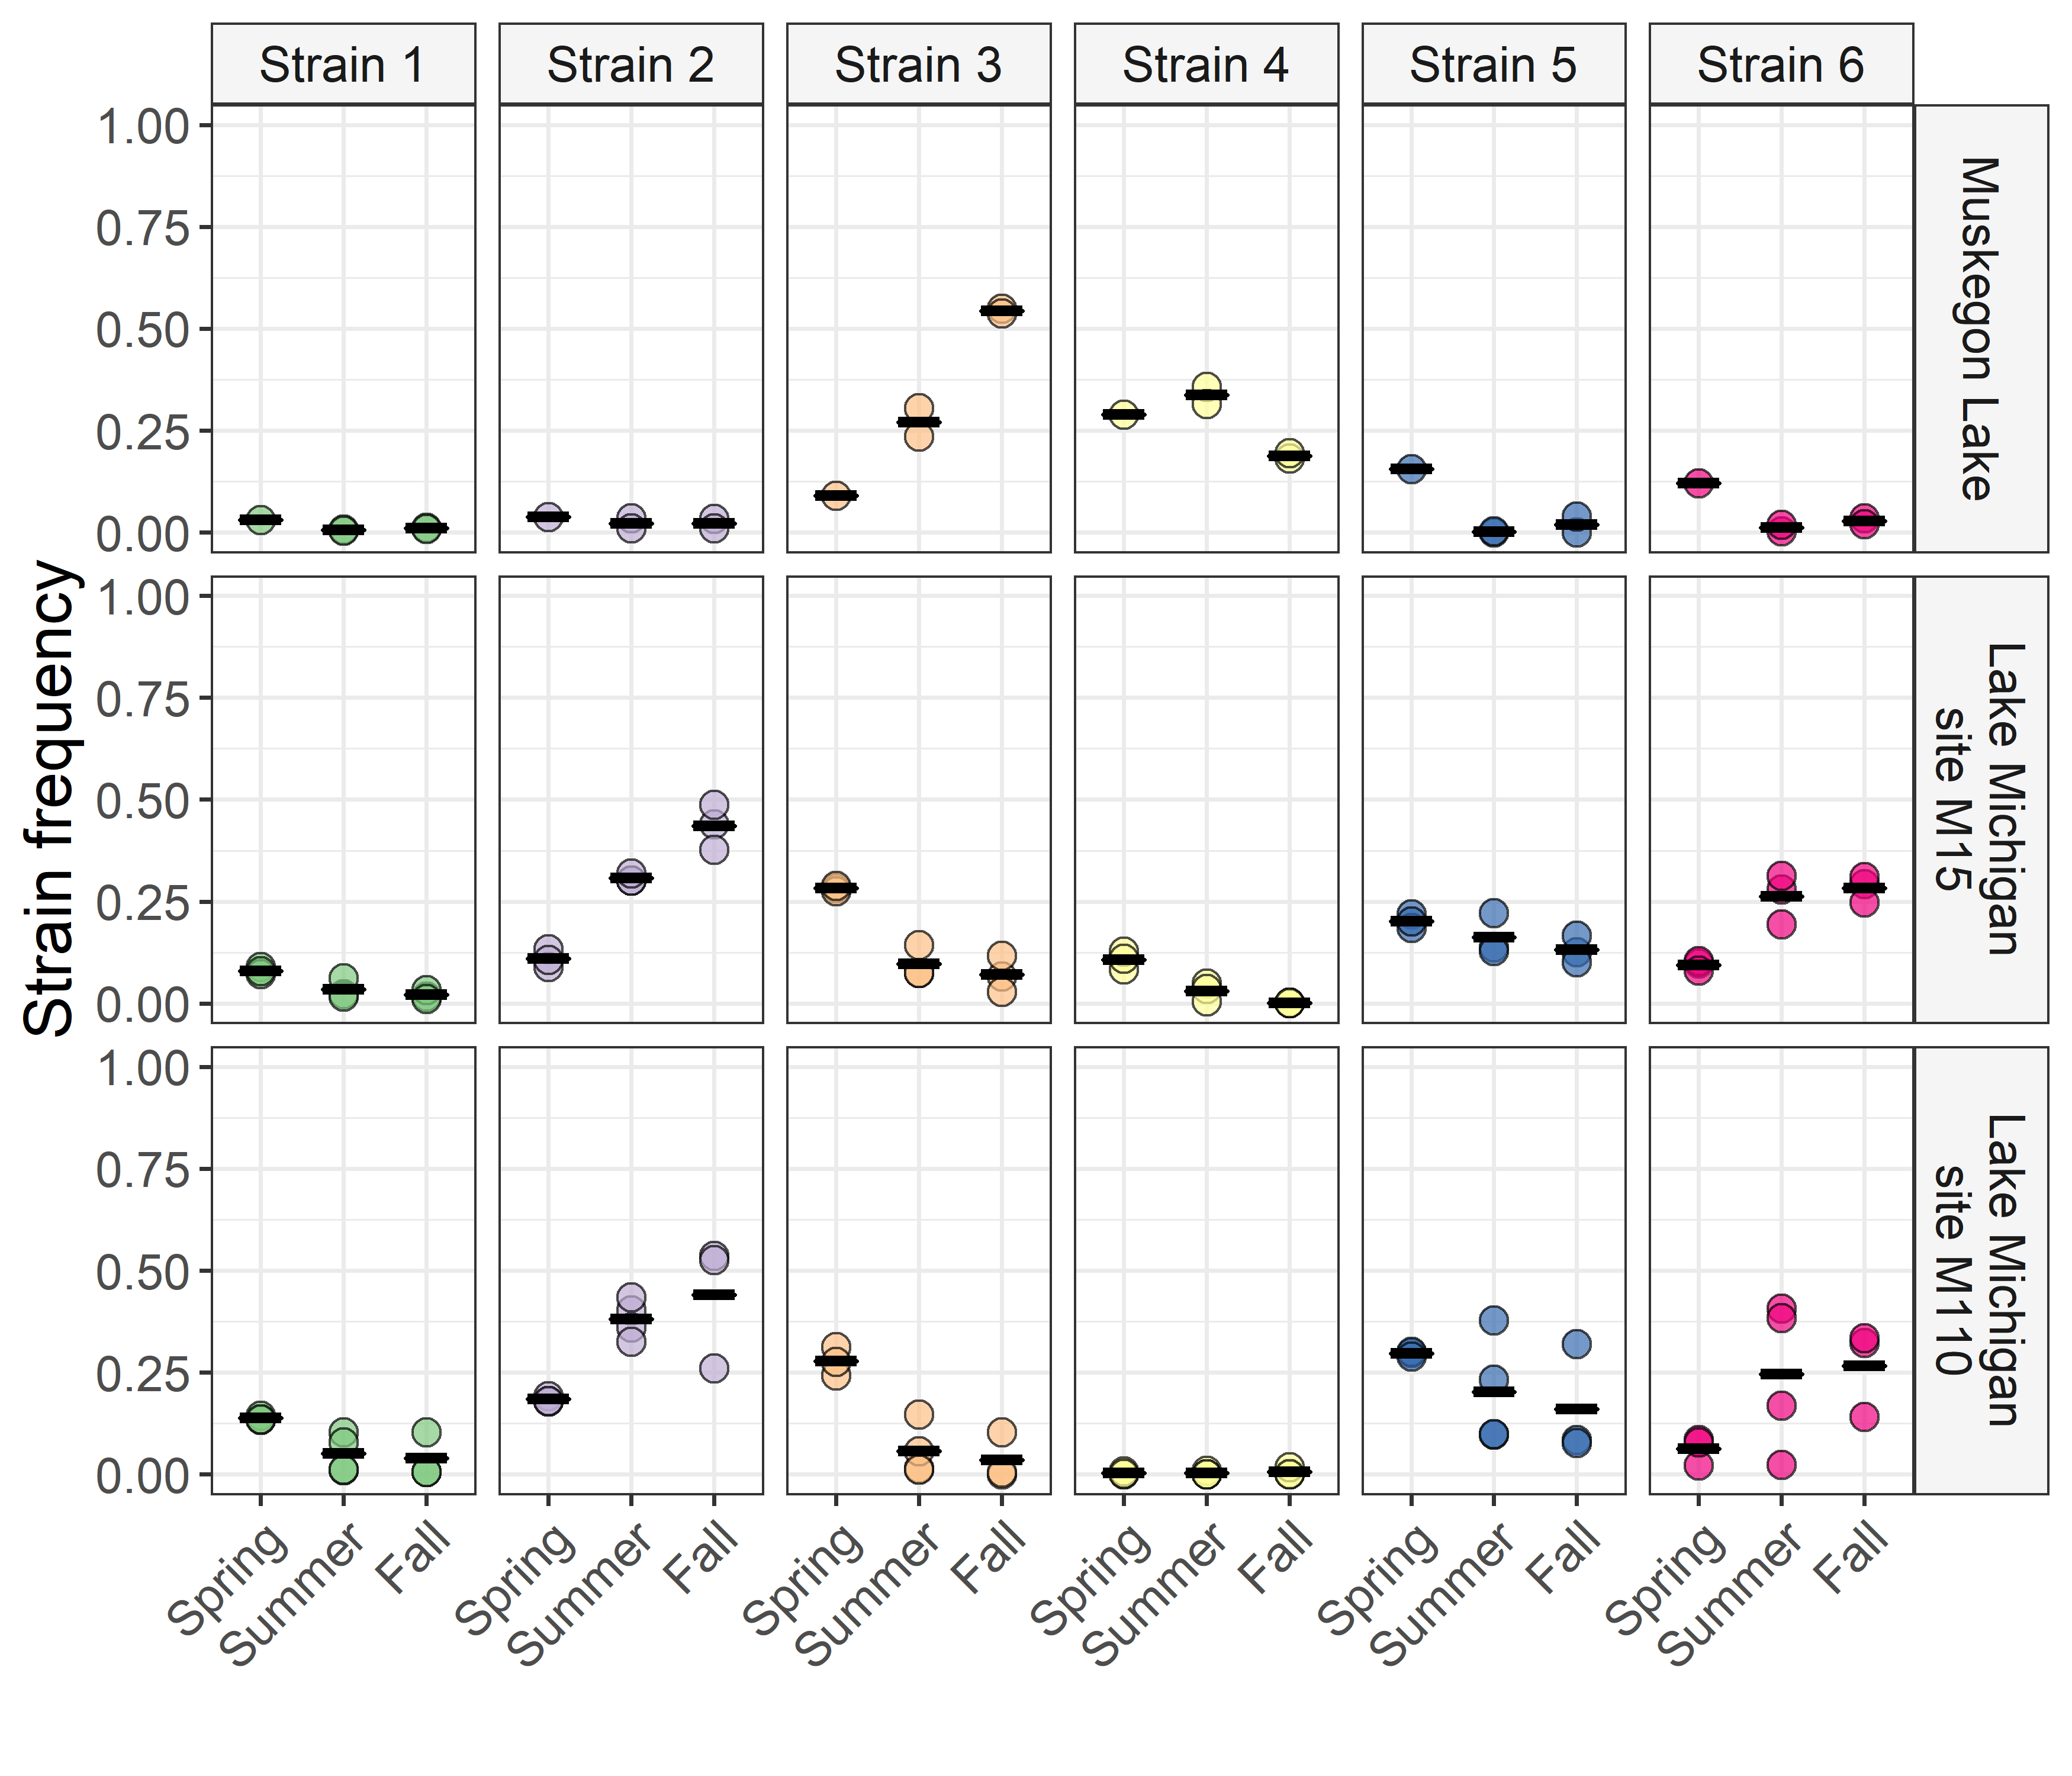 Strain 1
Strain 2
Strain 3
Strain 4
Strain 5
Strain 6
Strain frequency
1.00
0.75
0.50
0.25
0.00
Muskegon Lake
1.00
0.75
0.50
0.25
0.00
Lake Michigan
site M15
1.00
0.75
0.50
0.25
0.00
Lake Michigan
site M110
Spring
Summer
Fall
Spring
Summer
Fall
Spring
Summer
Fall
Spring
Summer
Fall
Spring
Summer
Fall
Spring
Summer
Fall